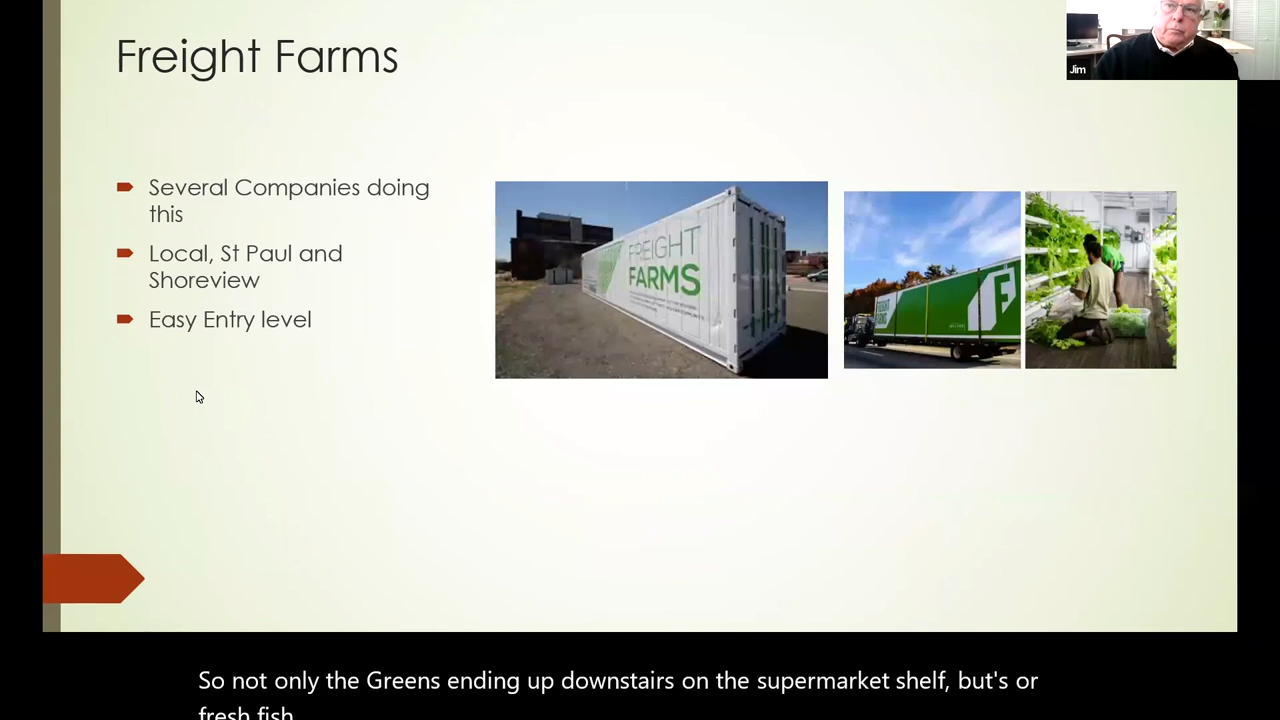 Freight Farms
Jim
Several Companies doing
this
Local, St Paul and
Shoreview
Easy Entry level
FREIGHT
FARMS
So not only the Greens ending up downstairs on the supermarket shelf, but's or
fresh fish